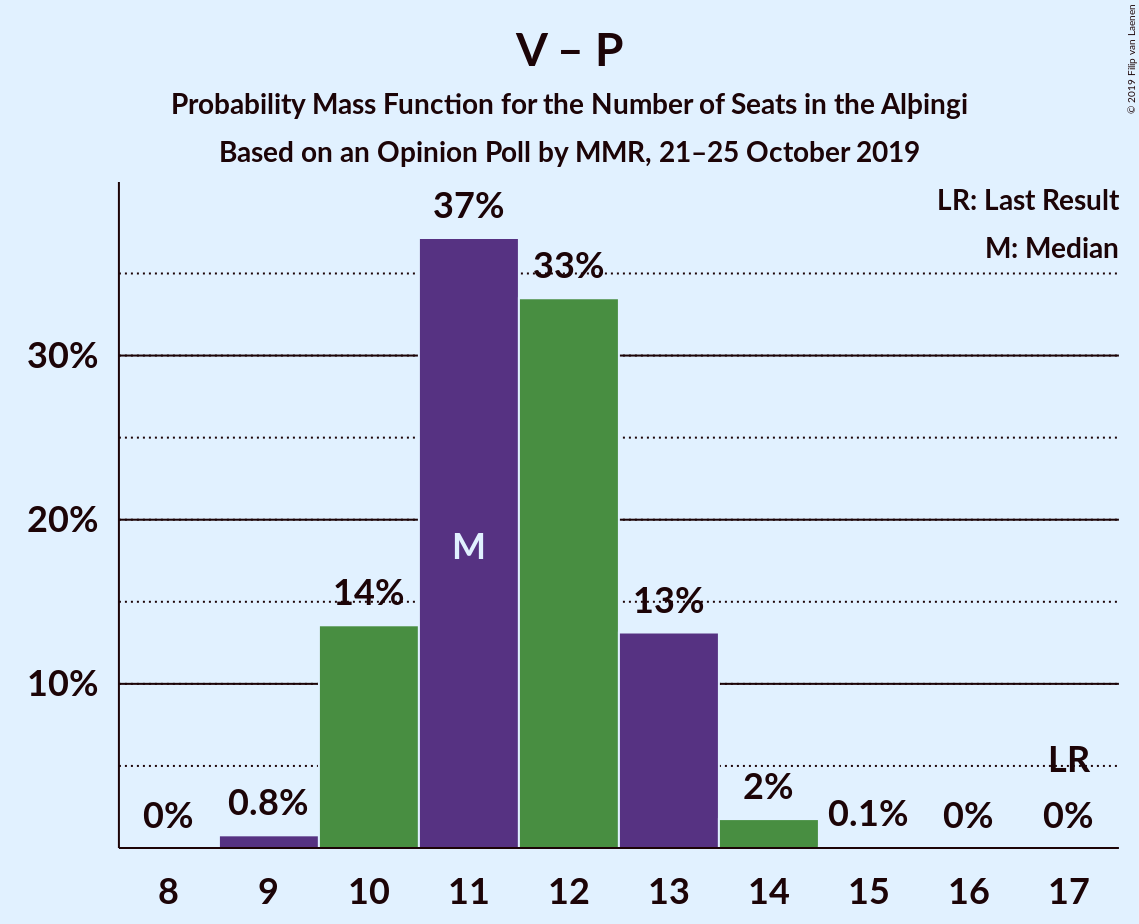 V – P
Probability Mass Function for the Number of Seats in the Alþingi
Based on an Opinion Poll by MMR, 21–25 October 2019
© 2019 Filip van Laenen
LR: Last Result
M: Median
37%
33%
30%
20%
M
14%
13%
10%
LR
0%
0.8%
2%
0.1%
0%
0%
8 9 10 11 12 13 14 15 16 17